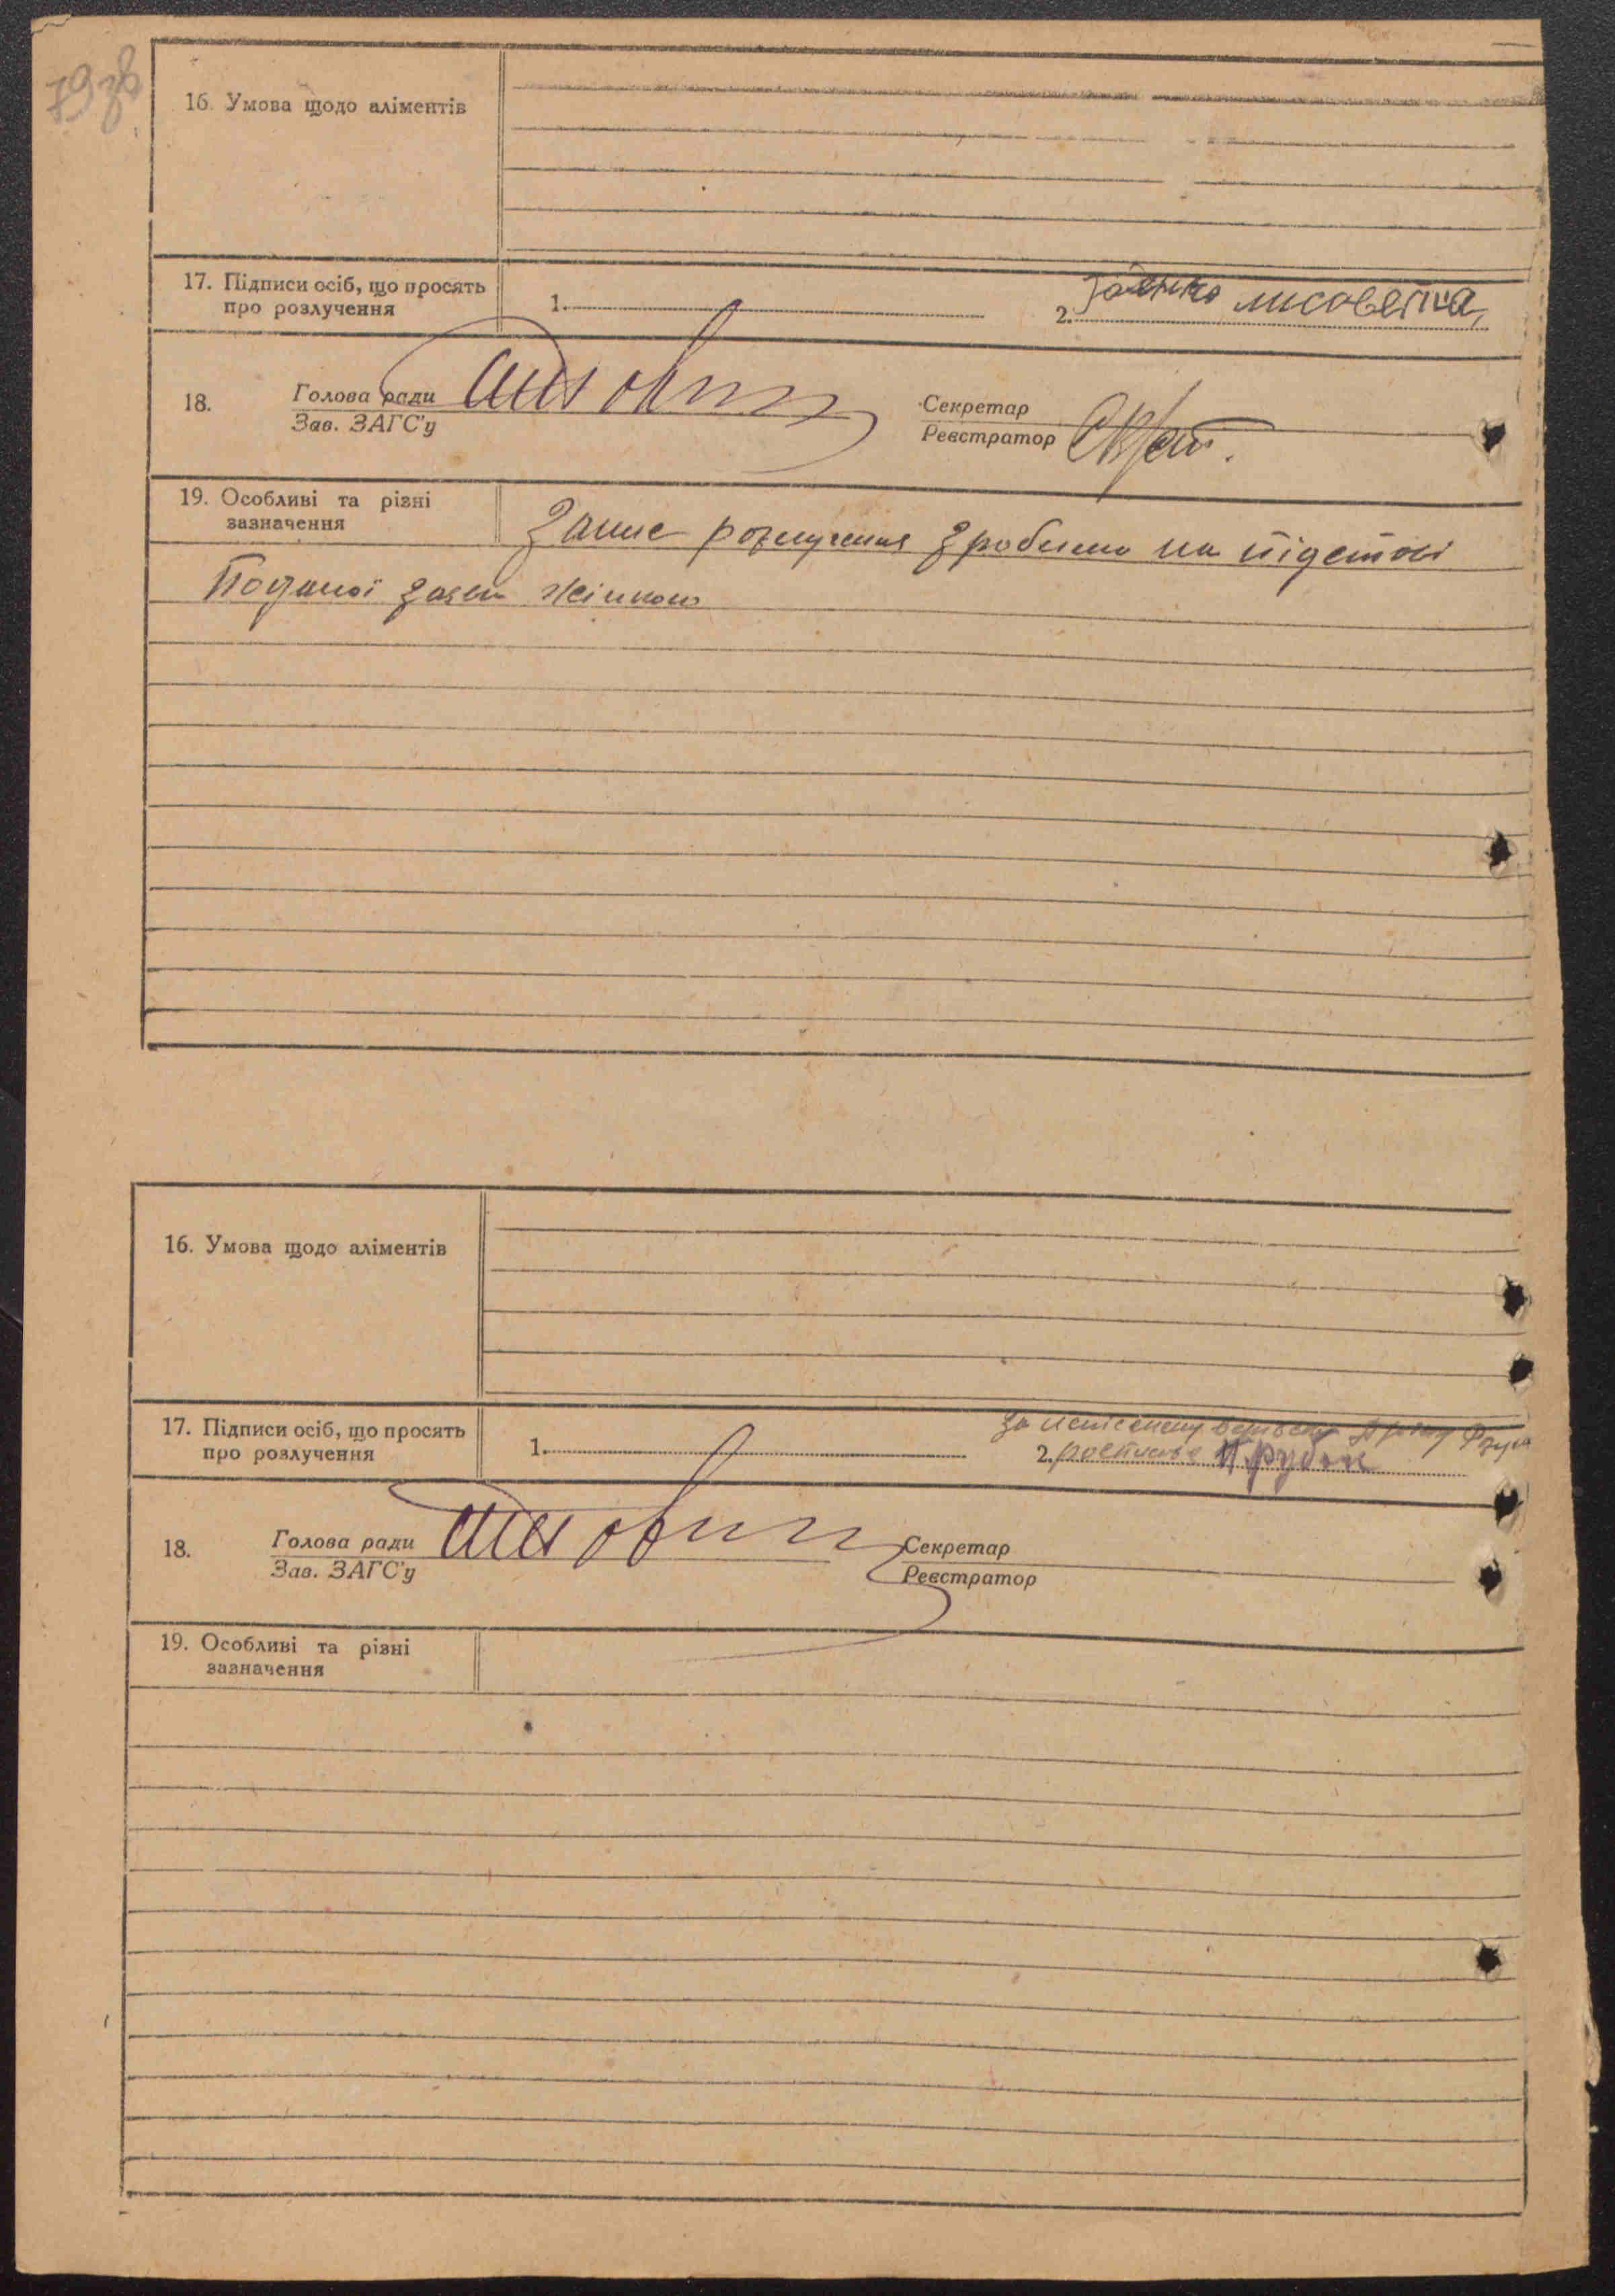 79зв
16. Умова щодо аліментів
17. Підписи осіб, що просять
про розлучення
1.
2. лисоветта
18.
Голова ради
Зав. ЗАГС'у
Секретар
Реєстратор
19. Особливі та різні
зазначення
Запис розлучення зроблено на підставі
Поданої заяви жінкою
16. Умова щодо аліментів
17. Підписи осіб, що просять
про розлучення
1.
за
2.
18.
Голова ради
Зав. ЗАГС'у
Секретар
Реєстратор
19. Особливі та різні
зазначення